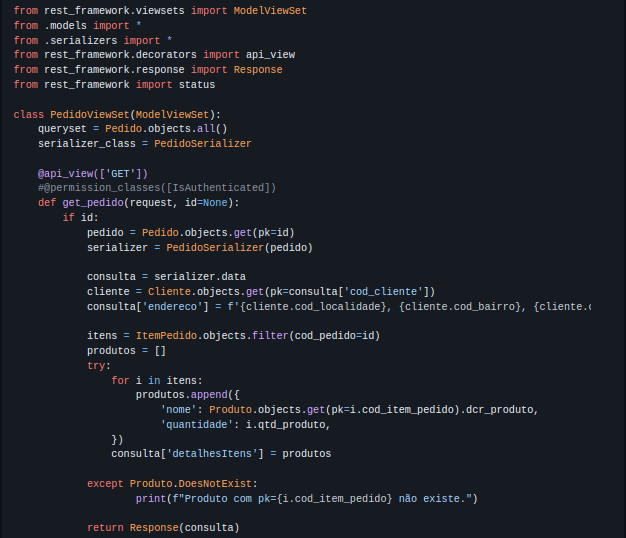 from rest_framework.viewsets import ModelViewSet
from .models import *
from .serializers import *
from rest_framework.decorators import api_view
from rest_framework.response import Response
from rest_framework import status

class PedidoViewSet(ModelViewSet):
    queryset = Pedido.objects.all()
    serializer_class = PedidoSerializer

    @api_view(['GET'])
    #@permission_classes([IsAuthenticated])
    def get_pedido(request, id=None):
        if id:
            pedido = Pedido.objects.get(pk=id)
            serializer = PedidoSerializer(pedido)

            consulta = serializer.data
            cliente = Cliente.objects.get(pk=consulta['cod_cliente'])
            consulta['endereco'] = f'{cliente.cod_localidade}, {cliente.cod_bairro}, {cliente.c

            itens = ItemPedido.objects.filter(cod_pedido=id)
            produtos = []
            try:
                for i in itens:
                    produtos.append({
                        'nome': Produto.objects.get(pk=i.cod_item_pedido).dcr_produto,
                        'quantidade': i.qtd_produto,
                    })
                consulta['detalhesItens'] = produtos

            except Produto.DoesNotExist:
                    print(f"Produto com pk={i.cod_item_pedido} não existe.")

            return Response(consulta)